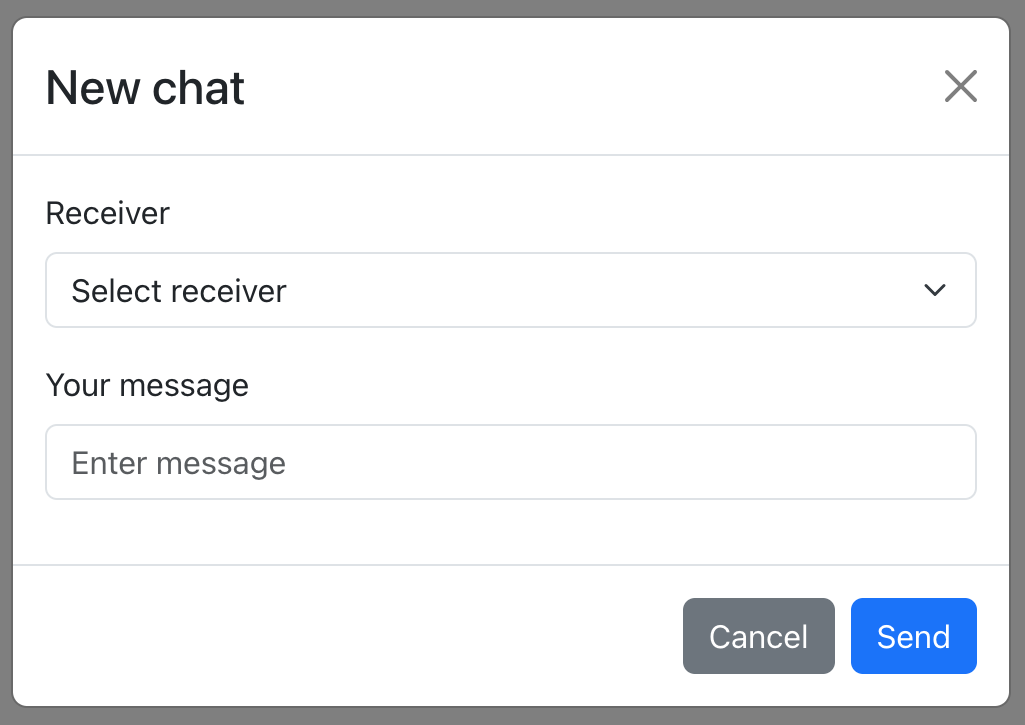 New chat
Receiver
Select receiver
Your message
Enter message
Cancel Send